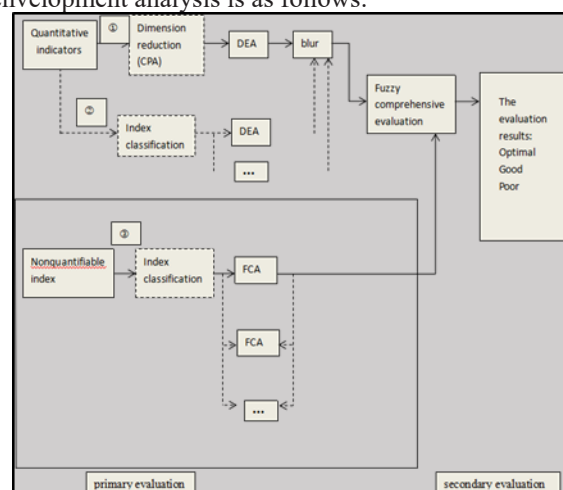 envelopment analysis is as follows:
Quantitative
indicators
①
Dimension
reduction
(CPA)
DEA
blur
②
Index
classification
DEA
...
Fuzzy
comprehensive
evaluation
The
evaluation
results:
Optimal
Good
Poor
③
Nonquantifiable
index
Index
classification
FCA
FCA
...
primary evaluation
secondary evaluation